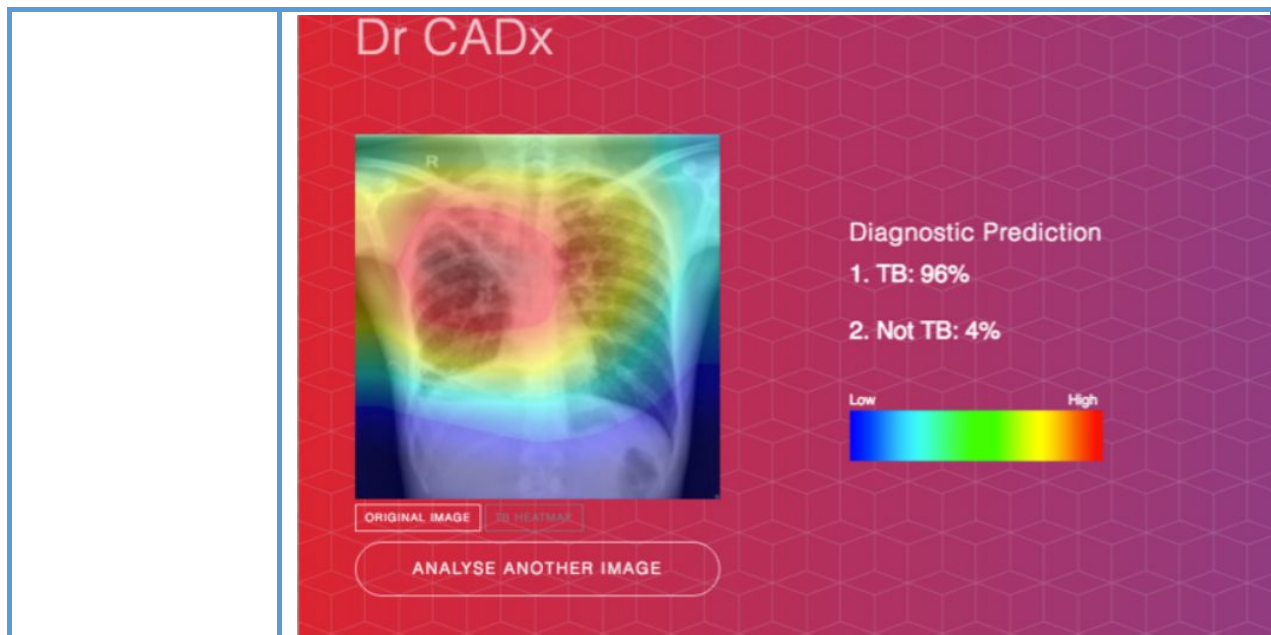 Dr CADx
R
Diagnostic Prediction
1. TB: 96%
2. Not TB: 4%
Low High
ORIGINAL IMAGE TB HEATMAP
ANALYSE ANOTHER IMAGE